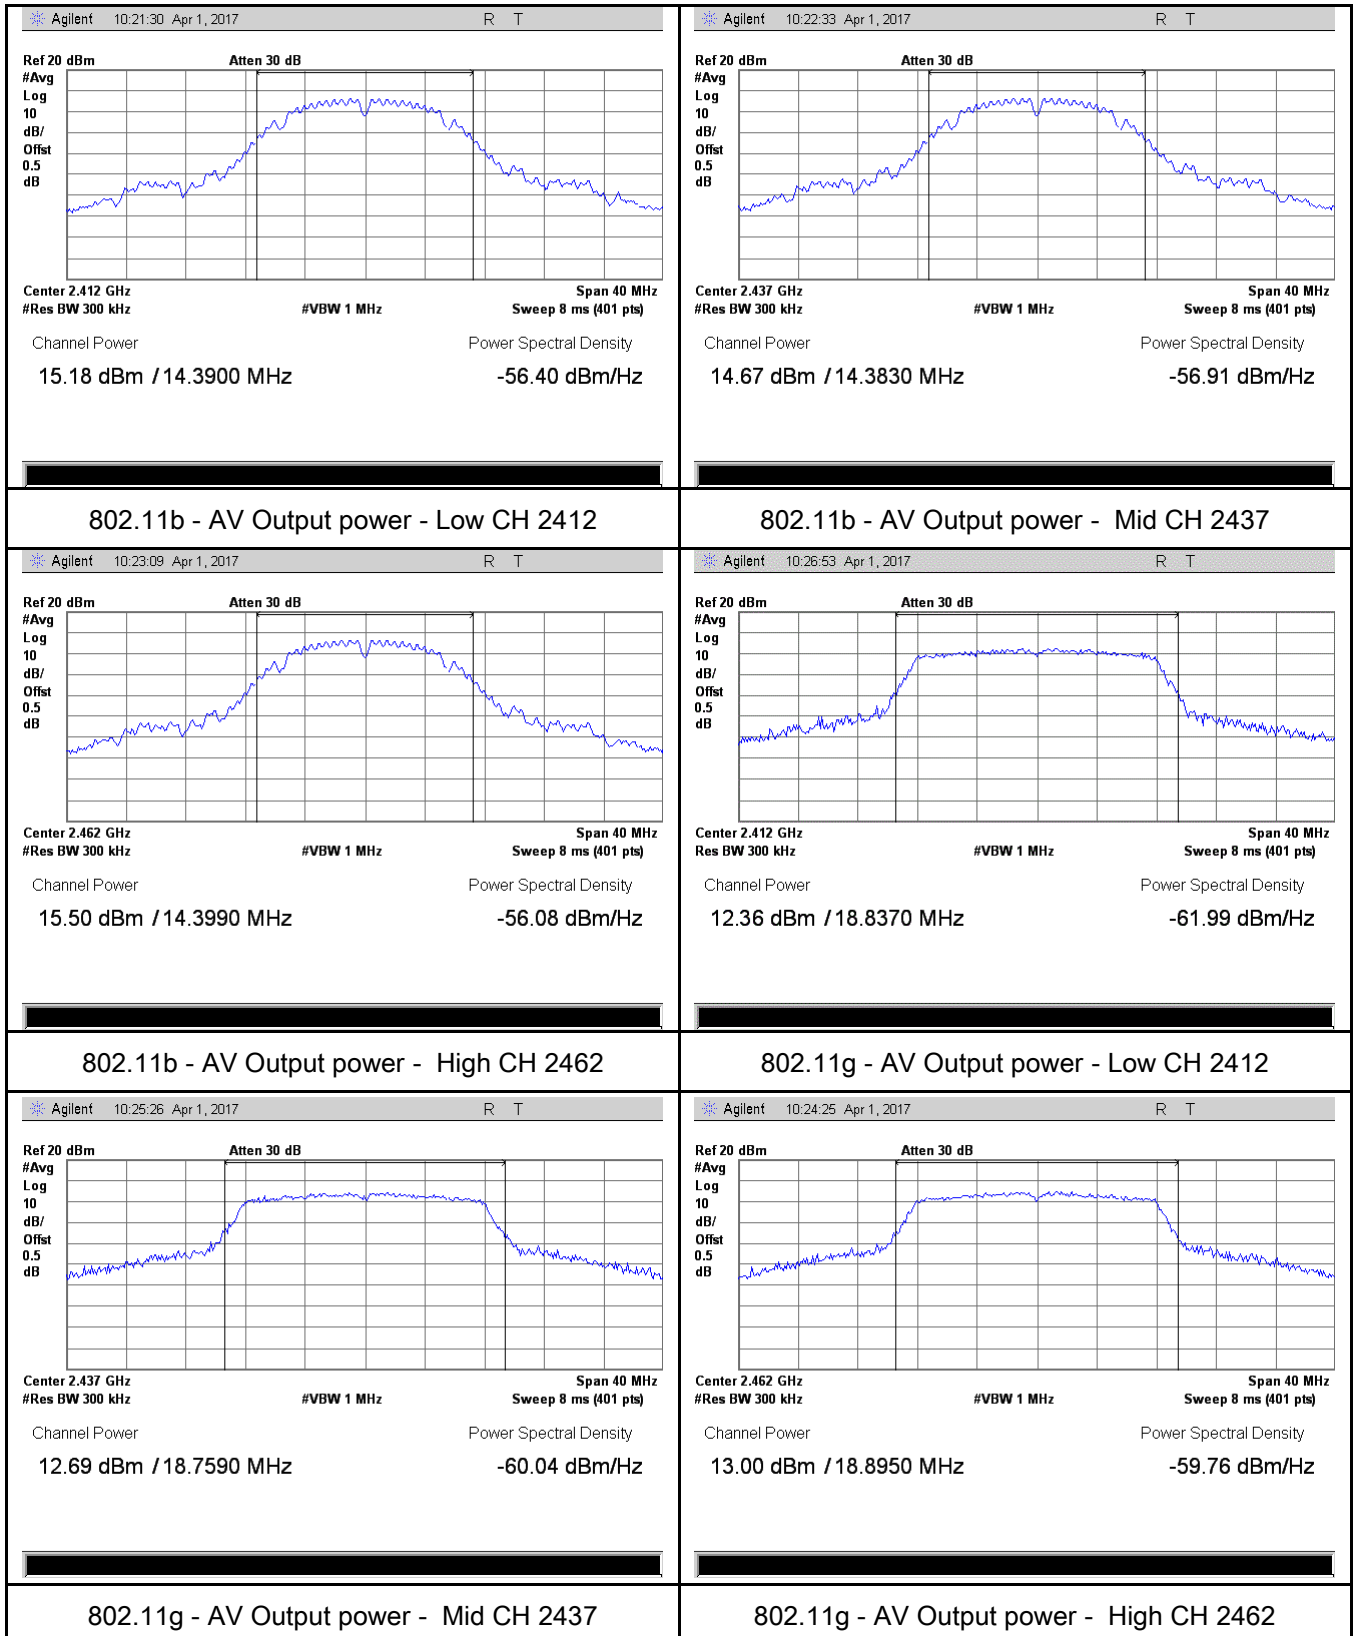 Agilent 10:21:30 Apr 1, 2017 R T
Ref 20 dBm Atten 30 dB
#Avg
Log
10
dB/
Offst
0.5
dB
Center 2.412 GHz Span 40 MHz
#Res BW 300 kHz #VBW 1 MHz Sweep 8 ms (401 pts)
Channel Power Power Spectral Density
15.18 dBm / 14.3900 MHz -56.40 dBm/Hz
802.11b - AV Output power - Low CH 2412
Agilent 10:22:33 Apr 1, 2017 R T
Ref 20 dBm Atten 30 dB
#Avg
Log
10
dB/
Offst
0.5
dB
Center 2.437 GHz Span 40 MHz
#Res BW 300 kHz #VBW 1 MHz Sweep 8 ms (401 pts)
Channel Power Power Spectral Density
14.67 dBm / 14.3830 MHz -56.91 dBm/Hz
802.11b - AV Output power - Mid CH 2437
Agilent 10:23:09 Apr 1, 2017 R T
Ref 20 dBm Atten 30 dB
#Avg
Log
10
dB/
Offst
0.5
dB
Center 2.462 GHz Span 40 MHz
#Res BW 300 kHz #VBW 1 MHz Sweep 8 ms (401 pts)
Channel Power Power Spectral Density
15.50 dBm / 14.3990 MHz -56.08 dBm/Hz
802.11b - AV Output power - High CH 2462
Agilent 10:26:53 Apr 1, 2017 R T
Ref 20 dBm Atten 30 dB
#Avg
Log
10
dB/
Offst
0.5
dB
Center 2.412 GHz Span 40 MHz
Res BW 300 kHz #VBW 1 MHz Sweep 8 ms (401 pts)
Channel Power Power Spectral Density
12.36 dBm / 18.8370 MHz -61.99 dBm/Hz
802.11g - AV Output power - Low CH 2412
Agilent 10:25:26 Apr 1, 2017 R T
Ref 20 dBm Atten 30 dB
#Avg
Log
10
dB/
Offst
0.5
dB
Center 2.437 GHz Span 40 MHz
#Res BW 300 kHz #VBW 1 MHz Sweep 8 ms (401 pts)
Channel Power Power Spectral Density
12.69 dBm / 18.7590 MHz -60.04 dBm/Hz
802.11g - AV Output power - Mid CH 2437
Agilent 10:24:25 Apr 1, 2017 R T
Ref 20 dBm Atten 30 dB
#Avg
Log
10
dB/
Offst
0.5
dB
Center 2.462 GHz Span 40 MHz
#Res BW 300 kHz #VBW 1 MHz Sweep 8 ms (401 pts)
Channel Power Power Spectral Density
13.00 dBm / 18.8950 MHz -59.76 dBm/Hz
802.11g - AV Output power - High CH 2462